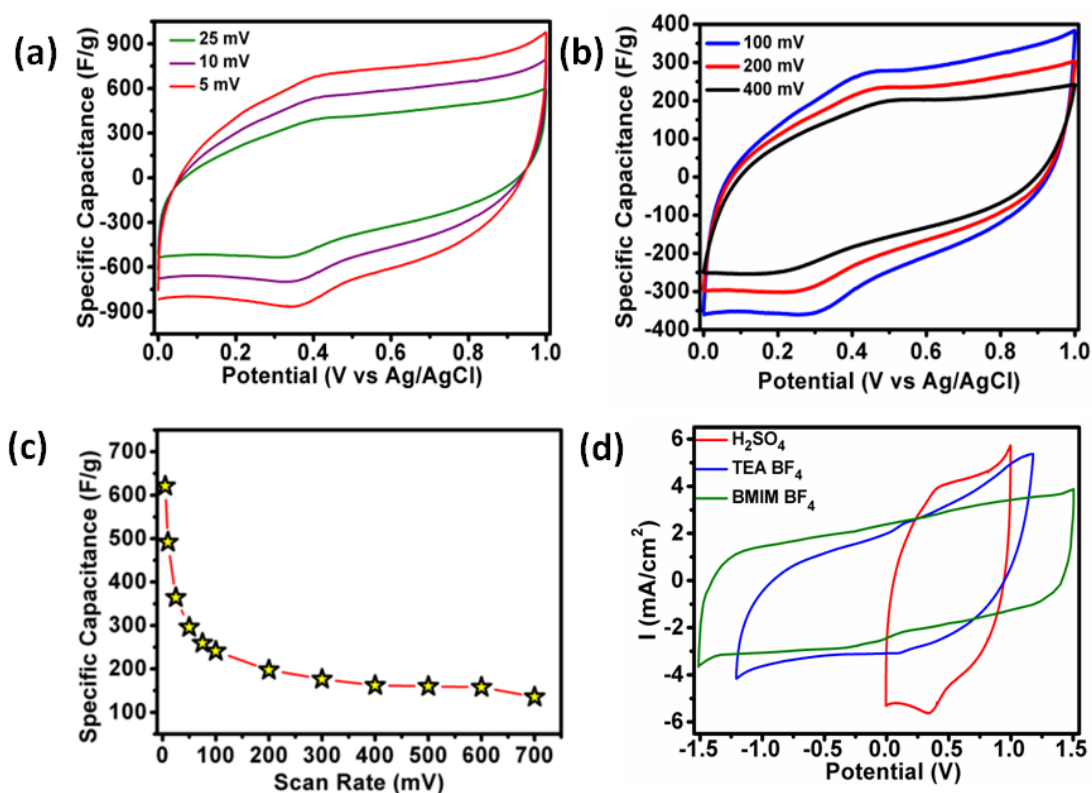 (a)
Specific Capacitance (F/g)
900
600
300
0
-300
-600
-900
25 mV
10 mV
5 mV
0.0 0.2 0.4 0.6 0.8 1.0
Potential (V vs Ag/AgCl)
(b)
Specific Capacitance (F/g)
400
300
200
100
0
-100
-200
-300
-400
100 mV
200 mV
400 mV
0.0 0.2 0.4 0.6 0.8 1.0
Potential (V vs Ag/AgCl)
(c)
Specific Capacitance (F/g)
700
600
500
400
300
200
100
0 100 200 300 400 500 600 700
Scan Rate (mV)
(d)
I (mA/cm²)
6
4
2
0
-2
-4
-6
H₂SO₄
TEA BF₄
BMIM BF₄
-1.5 -1.0 -0.5 0.0 0.5 1.0 1.5
Potential (V)